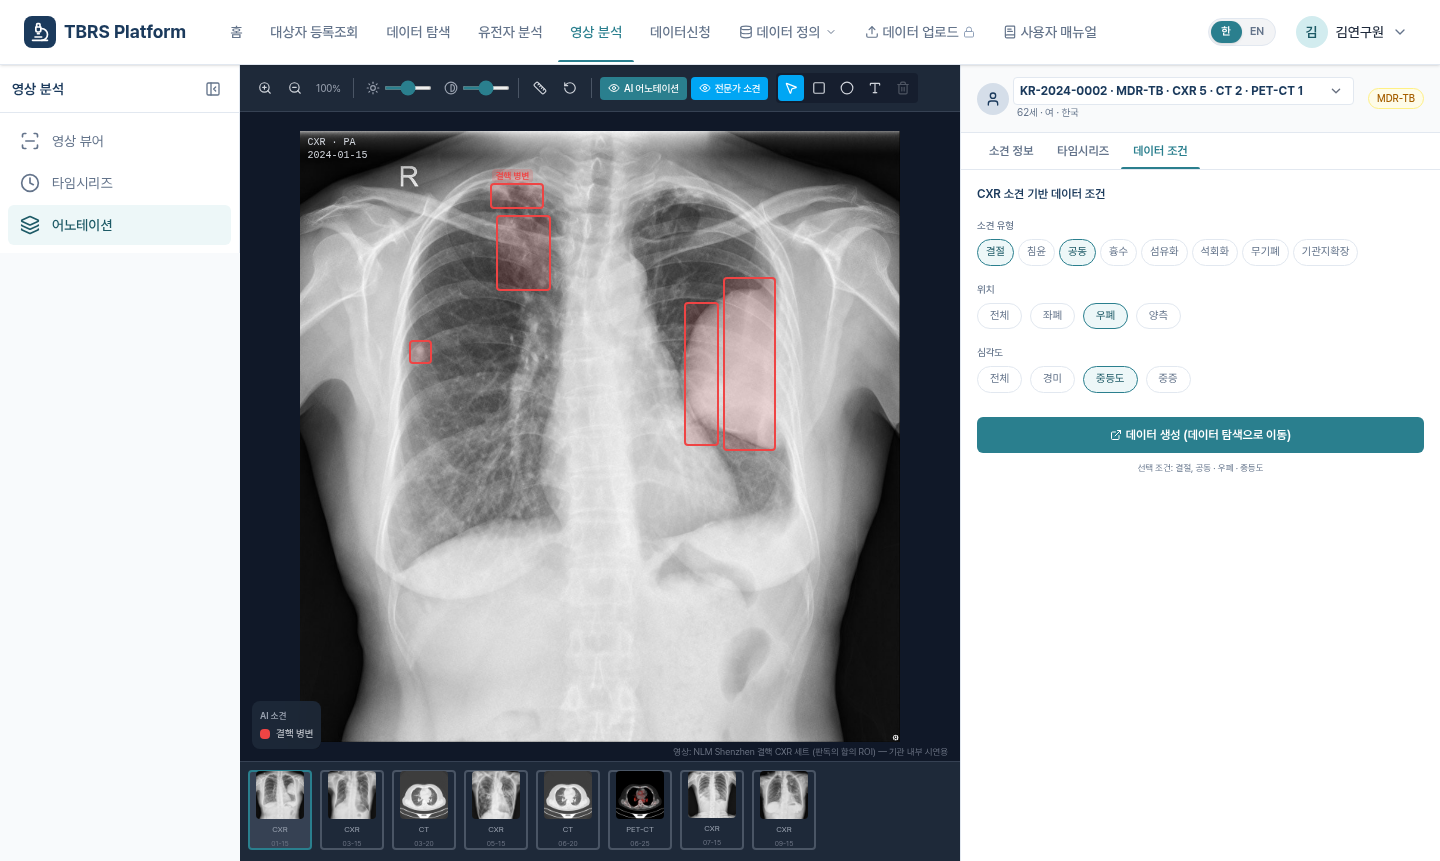 TBRS Platform
홈
대상자 등록조회
데이터 탐색
유전자 분석
영상 분석
데이터신청
데이터 정의
데이터 업로드
사용자 매뉴얼
한
EN
김
김연구원
영상 분석
영상 뷰어
타임시리즈
어노테이션
100%
AI 어노테이션
전문가 소견
CXR · PA
2024-01-15
R
결핵 병변
AI 소견
결핵 병변
영상: NLM Shenzhen 결핵 CXR 세트 (판독의 합의 ROI) — 기관 내부 시연용
CXR
01-15
CXR
03-15
CT
03-20
CXR
05-15
CT
06-20
PET-CT
06-25
CXR
07-15
CXR
09-15
KR-2024-0002 · MDR-TB · CXR 5 · CT 2 · PET-CT 1
62세 · 여 · 한국
MDR-TB
소견 정보
타임시리즈
데이터 조건
CXR 소견 기반 데이터 조건
소견 유형
결절
침윤
공동
흉수
섬유화
석회화
무기폐
기관지확장
위치
전체
좌폐
우폐
양측
심각도
전체
경미
중등도
중증
데이터 생성 (데이터 탐색으로 이동)
선택 조건: 결절, 공동 · 우폐 · 중등도